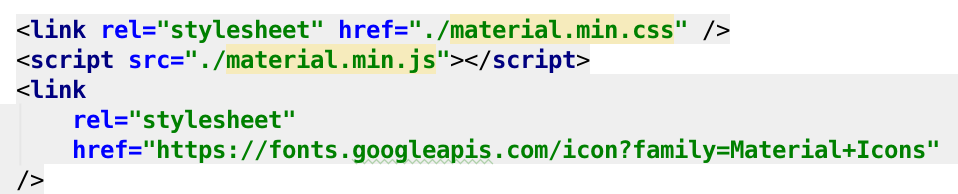 <link rel="stylesheet" href="./material.min.css" />
<script src="./material.min.js"></script>
<link
rel="stylesheet"
href="https://fonts.googleapis.com/icon?family=Material+Icons"
/>